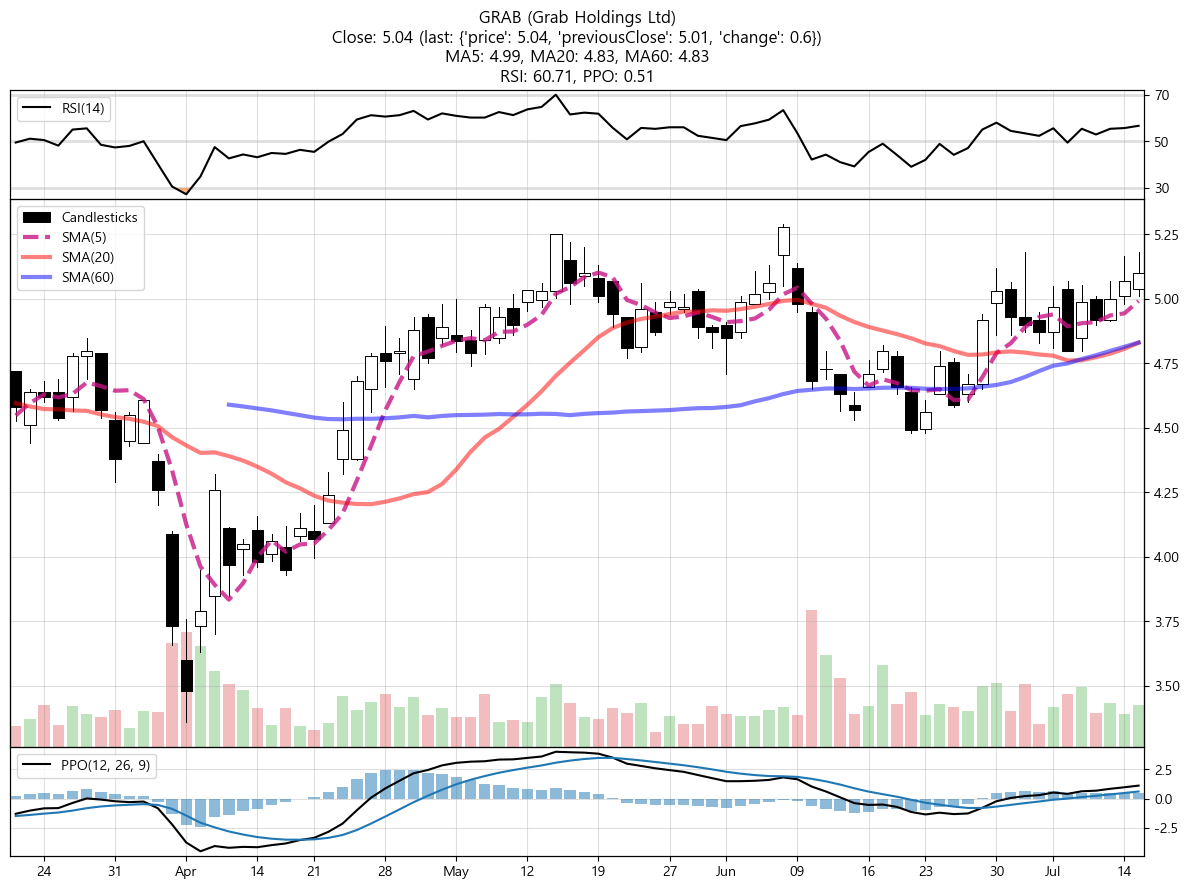 GRAB (Grab Holdings Ltd)
Close: 5.04 (last: {'price': 5.04, 'previousClose': 5.01, 'change': 0.6})
MA5: 4.99, MA20: 4.83, MA60: 4.83
RSI: 60.71, PPO: 0.51
RSI(14)
70
50
30
Candlesticks
SMA(5)
SMA(20)
SMA(60)
5.25
5.00
4.75
4.50
4.25
4.00
3.75
3.50
PPO(12, 26, 9)
2.5
0.0
−2.5
24 31 Apr 14 21 28 May 12 19 27 Jun 09 16 23 30 Jul 14